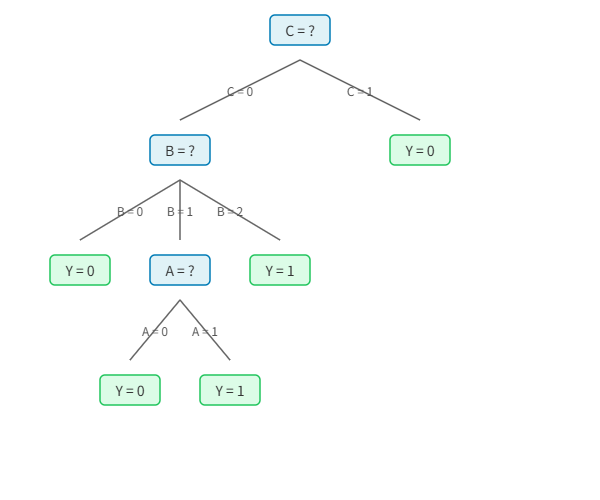 C = ?
C = 0
C = 1
B = ?
Y = 0
B = 0
B = 1
B = 2
Y = 0
A = ?
Y = 1
A = 0
A = 1
Y = 0
Y = 1